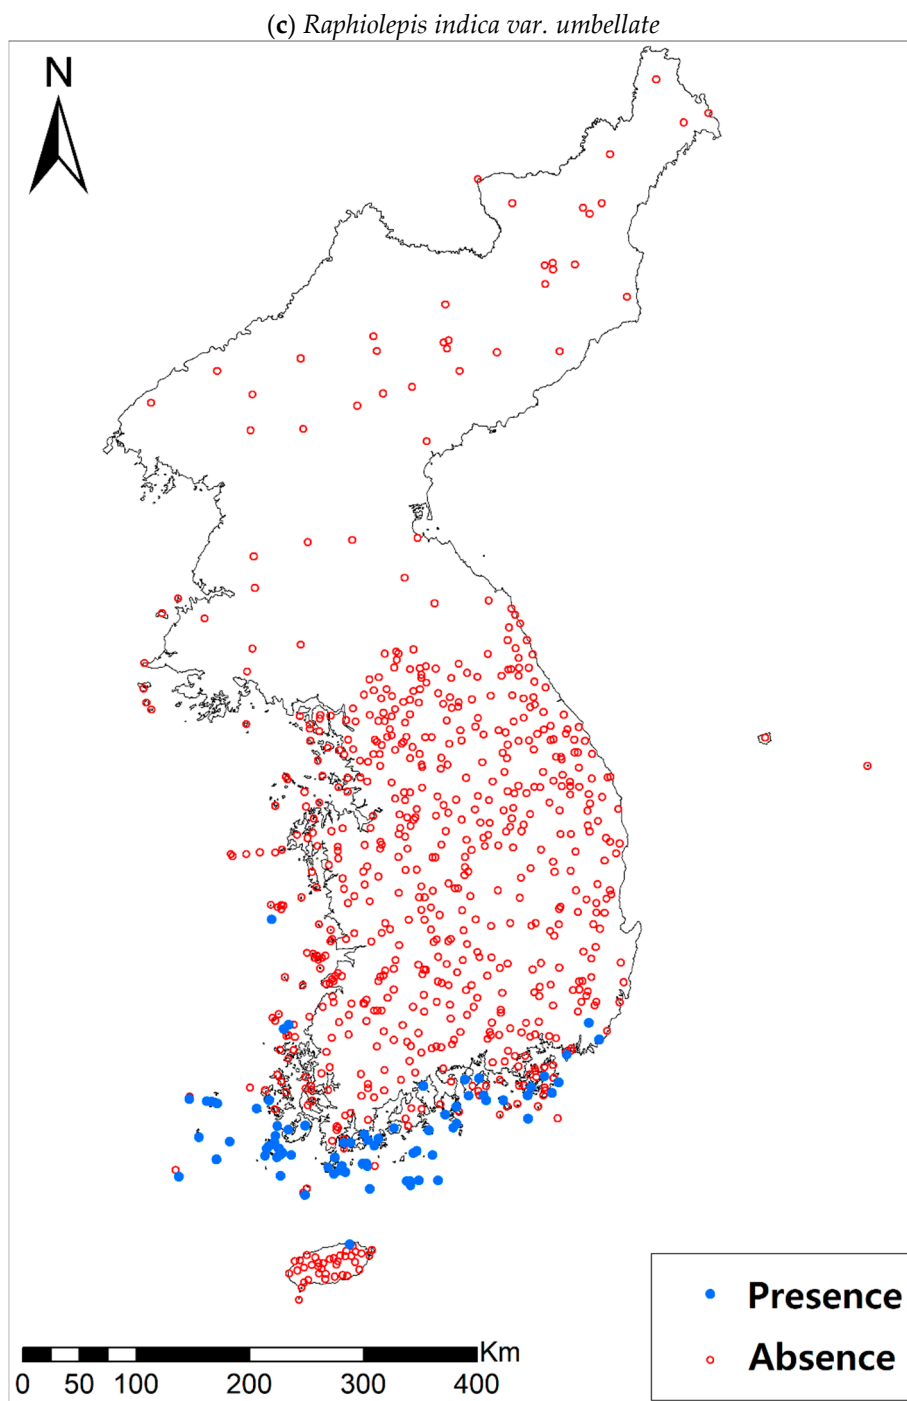 (c) Raphiolepis indica var. umbellate
N
Presence
Absence
Km
0 50 100 200 300 400